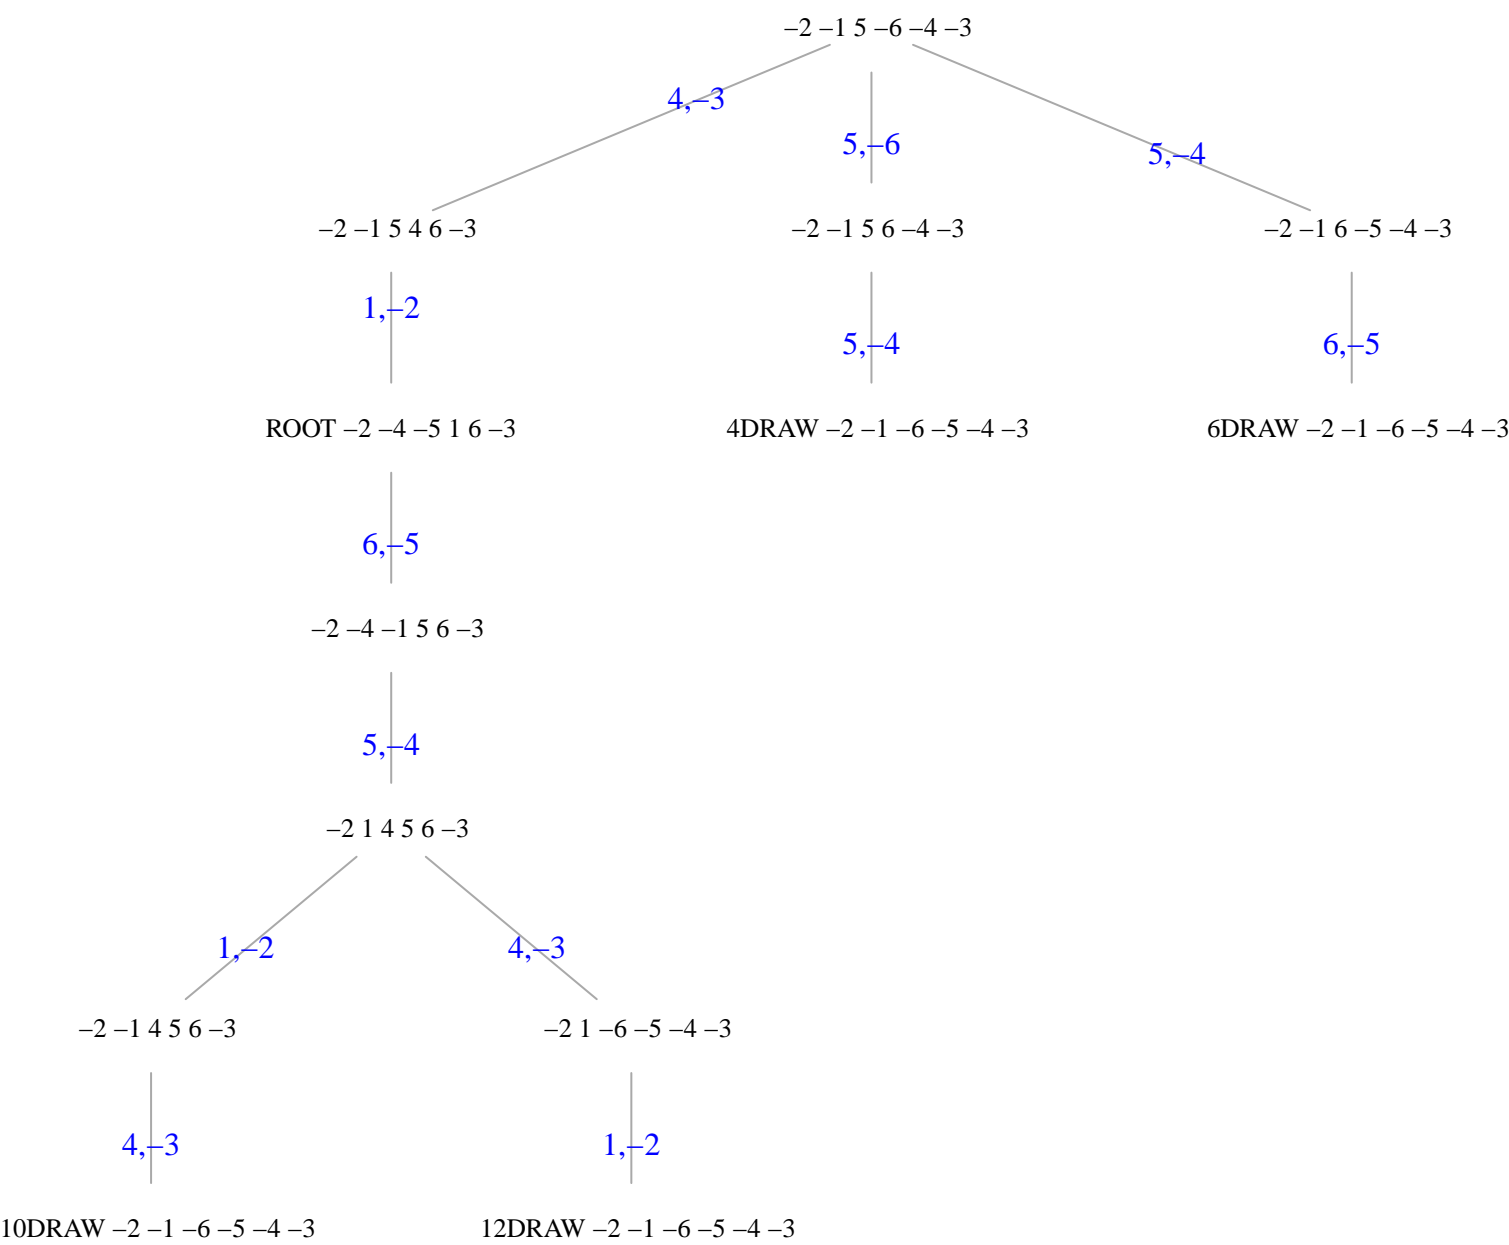 –2 –1 5 –6 –4 –3
4,–3
5,–6
5,–4
–2 –1 5 4 6 –3
–2 –1 5 6 –4 –3
–2 –1 6 –5 –4 –3
1,–2
5,–4
6,–5
ROOT –2 –4 –5 1 6 –3
4DRAW –2 –1 –6 –5 –4 –3
6DRAW –2 –1 –6 –5 –4 –3
6,–5
–2 –4 –1 5 6 –3
5,–4
–2 1 4 5 6 –3
1,–2
4,–3
–2 –1 4 5 6 –3
–2 1 –6 –5 –4 –3
4,–3
1,–2
10DRAW –2 –1 –6 –5 –4 –3
12DRAW –2 –1 –6 –5 –4 –3